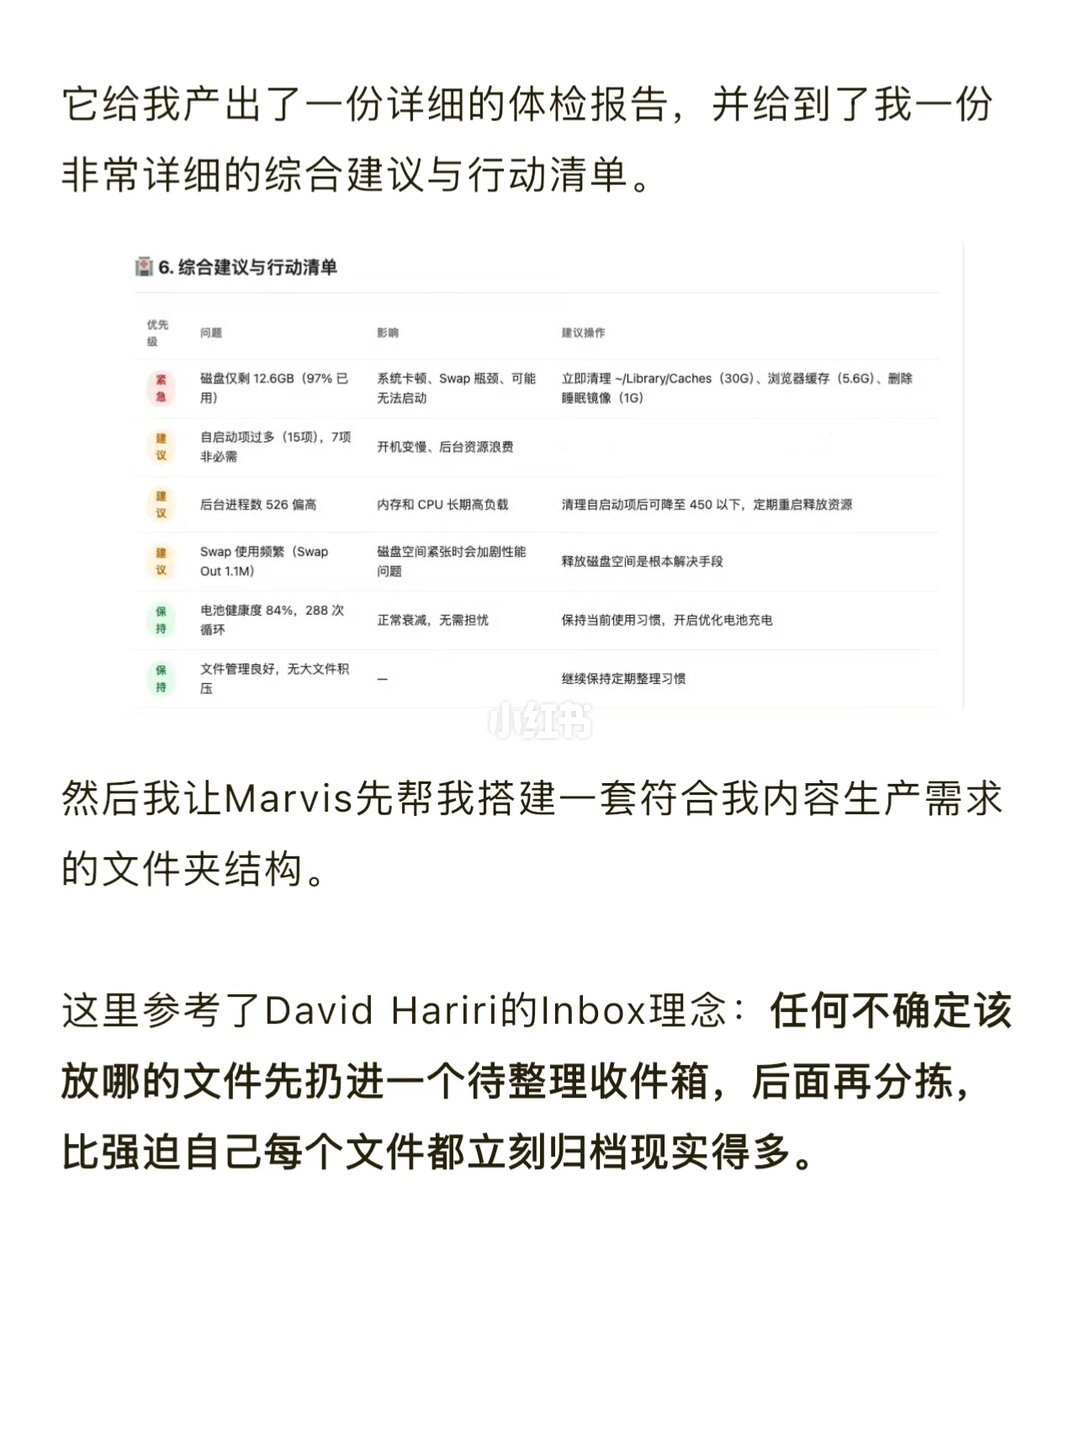 它给我产出了一份详细的体检报告，并给到了我一份
非常详细的综合建议与行动清单。
🏥 6. 综合建议与行动清单
优先
级
问题
影响
建议操作
紧
急
磁盘仅剩 12.6GB（97% 已
用）
系统卡顿、Swap 瓶颈、可能
无法启动
立即清理 ~/Library/Caches（30G）、浏览器缓存（5.6G）、删除
睡眠镜像（1G）
建
议
自启动项过多（15项），7项
非必需
开机变慢、后台资源浪费
建
议
后台进程数 526 偏高
内存和 CPU 长期高负载
清理自启动项后可降至 450 以下，定期重启释放资源
建
议
Swap 使用频繁（Swap
Out 1.1M）
磁盘空间紧张时会加剧性能
问题
释放磁盘空间是根本解决手段
保
持
电池健康度 84%，288 次
循环
正常衰减，无需担忧
保持当前使用习惯，开启优化电池充电
保
持
文件管理良好，无大文件积
压
—
继续保持定期整理习惯
小红书
然后我让Marvis先帮我搭建一套符合我内容生产需求
的文件夹结构。
这里参考了David Hariri的Inbox理念：任何不确定该
放哪的文件先扔进一个待整理收件箱，后面再分拣，
比强迫自己每个文件都立刻归档现实得多。